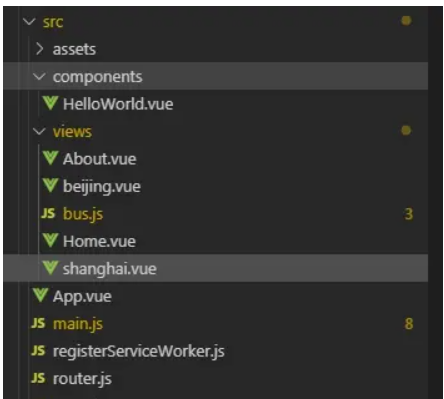 src
assets
components
HelloWorld.vue
views
About.vue
beijing.vue
JS bus.js 3
Home.vue
shanghai.vue
App.vue
JS main.js 8
JS registerServiceWorker.js
JS router.js